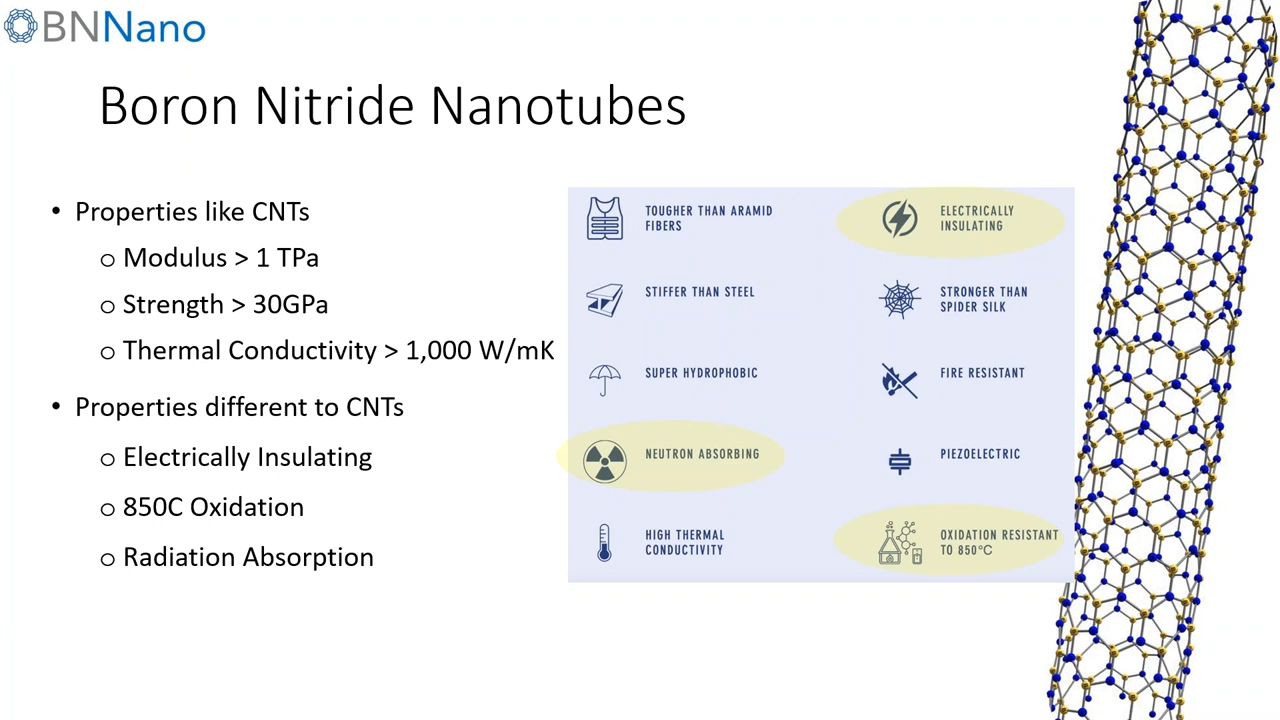 BNNano
Boron Nitride Nanotubes
• Properties like CNTs
o Modulus > 1 TPa
o Strength > 30GPa
o Thermal Conductivity > 1,000 W/mK
• Properties different to CNTs
o Electrically Insulating
o 850C Oxidation
o Radiation Absorption
TOUGHER THAN ARAMID
FIBERS
ELECTRICALLY
INSULATING
STIFFER THAN STEEL
STRONGER THAN
SPIDER SILK
SUPER HYDROPHOBIC
FIRE RESISTANT
NEUTRON ABSORBING
PIEZOELECTRIC
HIGH THERMAL
CONDUCTIVITY
OXIDATION RESISTANT
TO 850°C